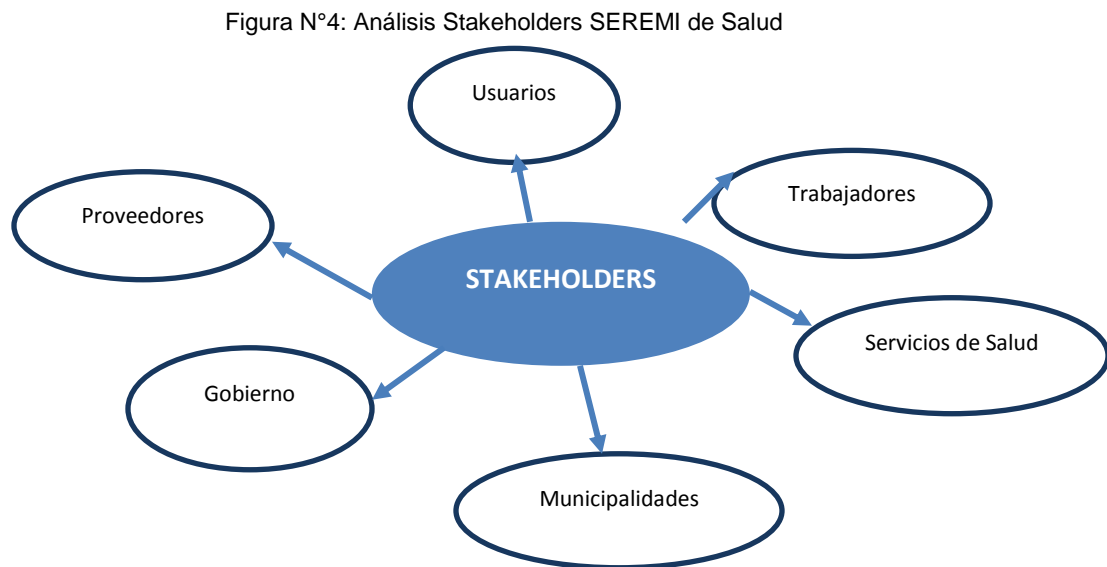 Figura N°4: Análisis Stakeholders SEREMI de Salud
Usuarios
Trabajadores
Proveedores
STAKEHOLDERS
Servicios de Salud
Gobierno
Municipalidades